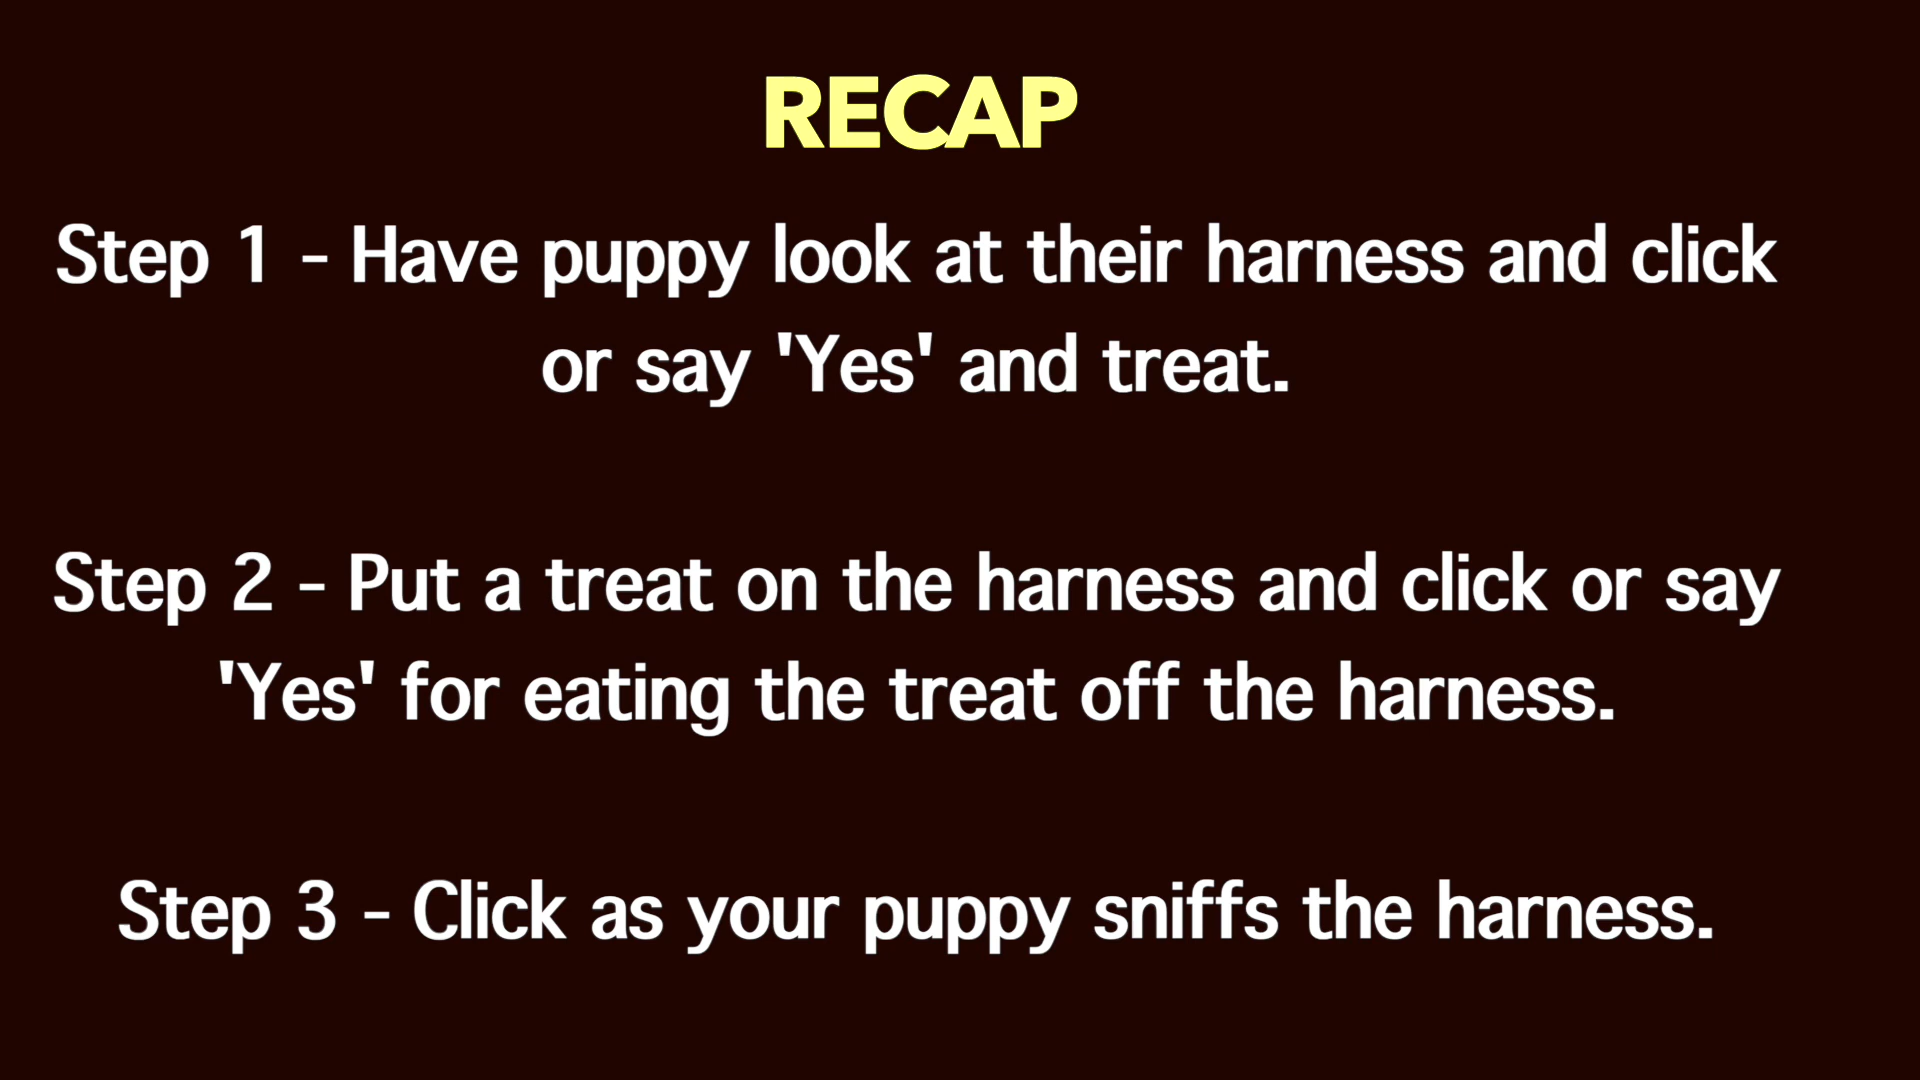 RECAP
Step 1 - Have puppy look at their harness and click
or say 'Yes' and treat.
Step 2 - Put a treat on the harness and click or say
'Yes' for eating the treat off the harness.
Step 3 - Click as your puppy sniffs the harness.